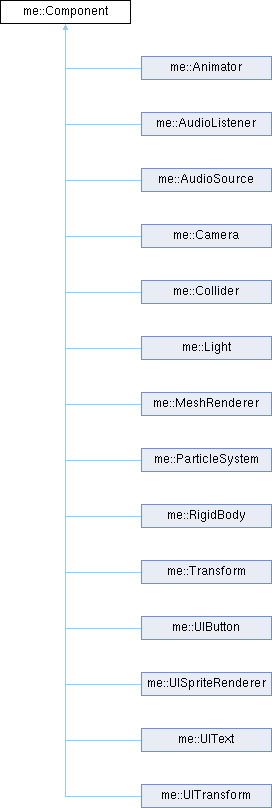 me::Component
me::Animator
me::AudioListener
me::AudioSource
me::Camera
me::Collider
me::Light
me::MeshRenderer
me::ParticleSystem
me::RigidBody
me::Transform
me::UIButton
me::UISpriteRenderer
me::UIText
me::UITransform